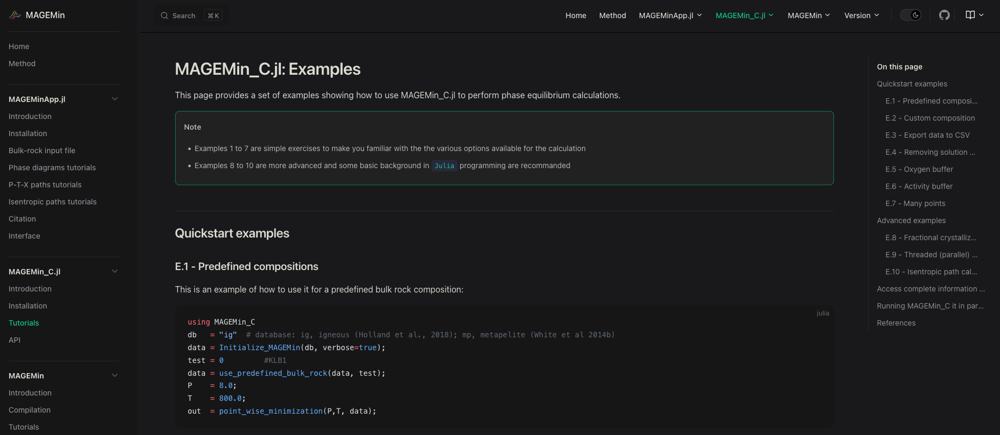 MAGEMin
Search ⌘ K
Home
Method
MAGEMinApp.jl
MAGEMin_C.jl
MAGEMin
Version
Home
Method
MAGEMinApp.jl
Introduction
Installation
Bulk-rock input file
Phase diagrams tutorials
P-T-X paths tutorials
Isentropic paths tutorials
Citation
Interface
MAGEMin_C.jl
Introduction
Installation
Tutorials
API
MAGEMin
Introduction
Compilation
Tutorials
MAGEMin_C.jl: Examples
This page provides a set of examples showing how to use MAGEMin_C.jl to perform phase equilibrium calculations.
Note
• Examples 1 to 7 are simple exercises to make you familiar with the the various options available for the calculation
• Examples 8 to 10 are more advanced and some basic background in Julia programming are recommanded
Quickstart examples
E.1 - Predefined compositions
This is an example of how to use it for a predefined bulk rock composition:
julia
using MAGEMin_C
db   = "ig"  # database: ig, igneous (Holland et al., 2018); mp, metapelite (White et al 2014b)
data = Initialize_MAGEMin(db, verbose=true);
test = 0         #KLB1
data = use_predefined_bulk_rock(data, test);
P    = 8.0;
T    = 800.0;
out  = point_wise_minimization(P,T, data);
On this page
Quickstart examples
E.1 - Predefined composi...
E.2 - Custom composition
E.3 - Export data to CSV
E.4 - Removing solution ...
E.5 - Oxygen buffer
E.6 - Activity buffer
E.7 - Many points
Advanced examples
E.8 - Fractional crystalliz...
E.9 - Threaded (parallel) ...
E.10 - Isentropic path cal...
Access complete information ...
Running MAGEMin_C it in par...
References